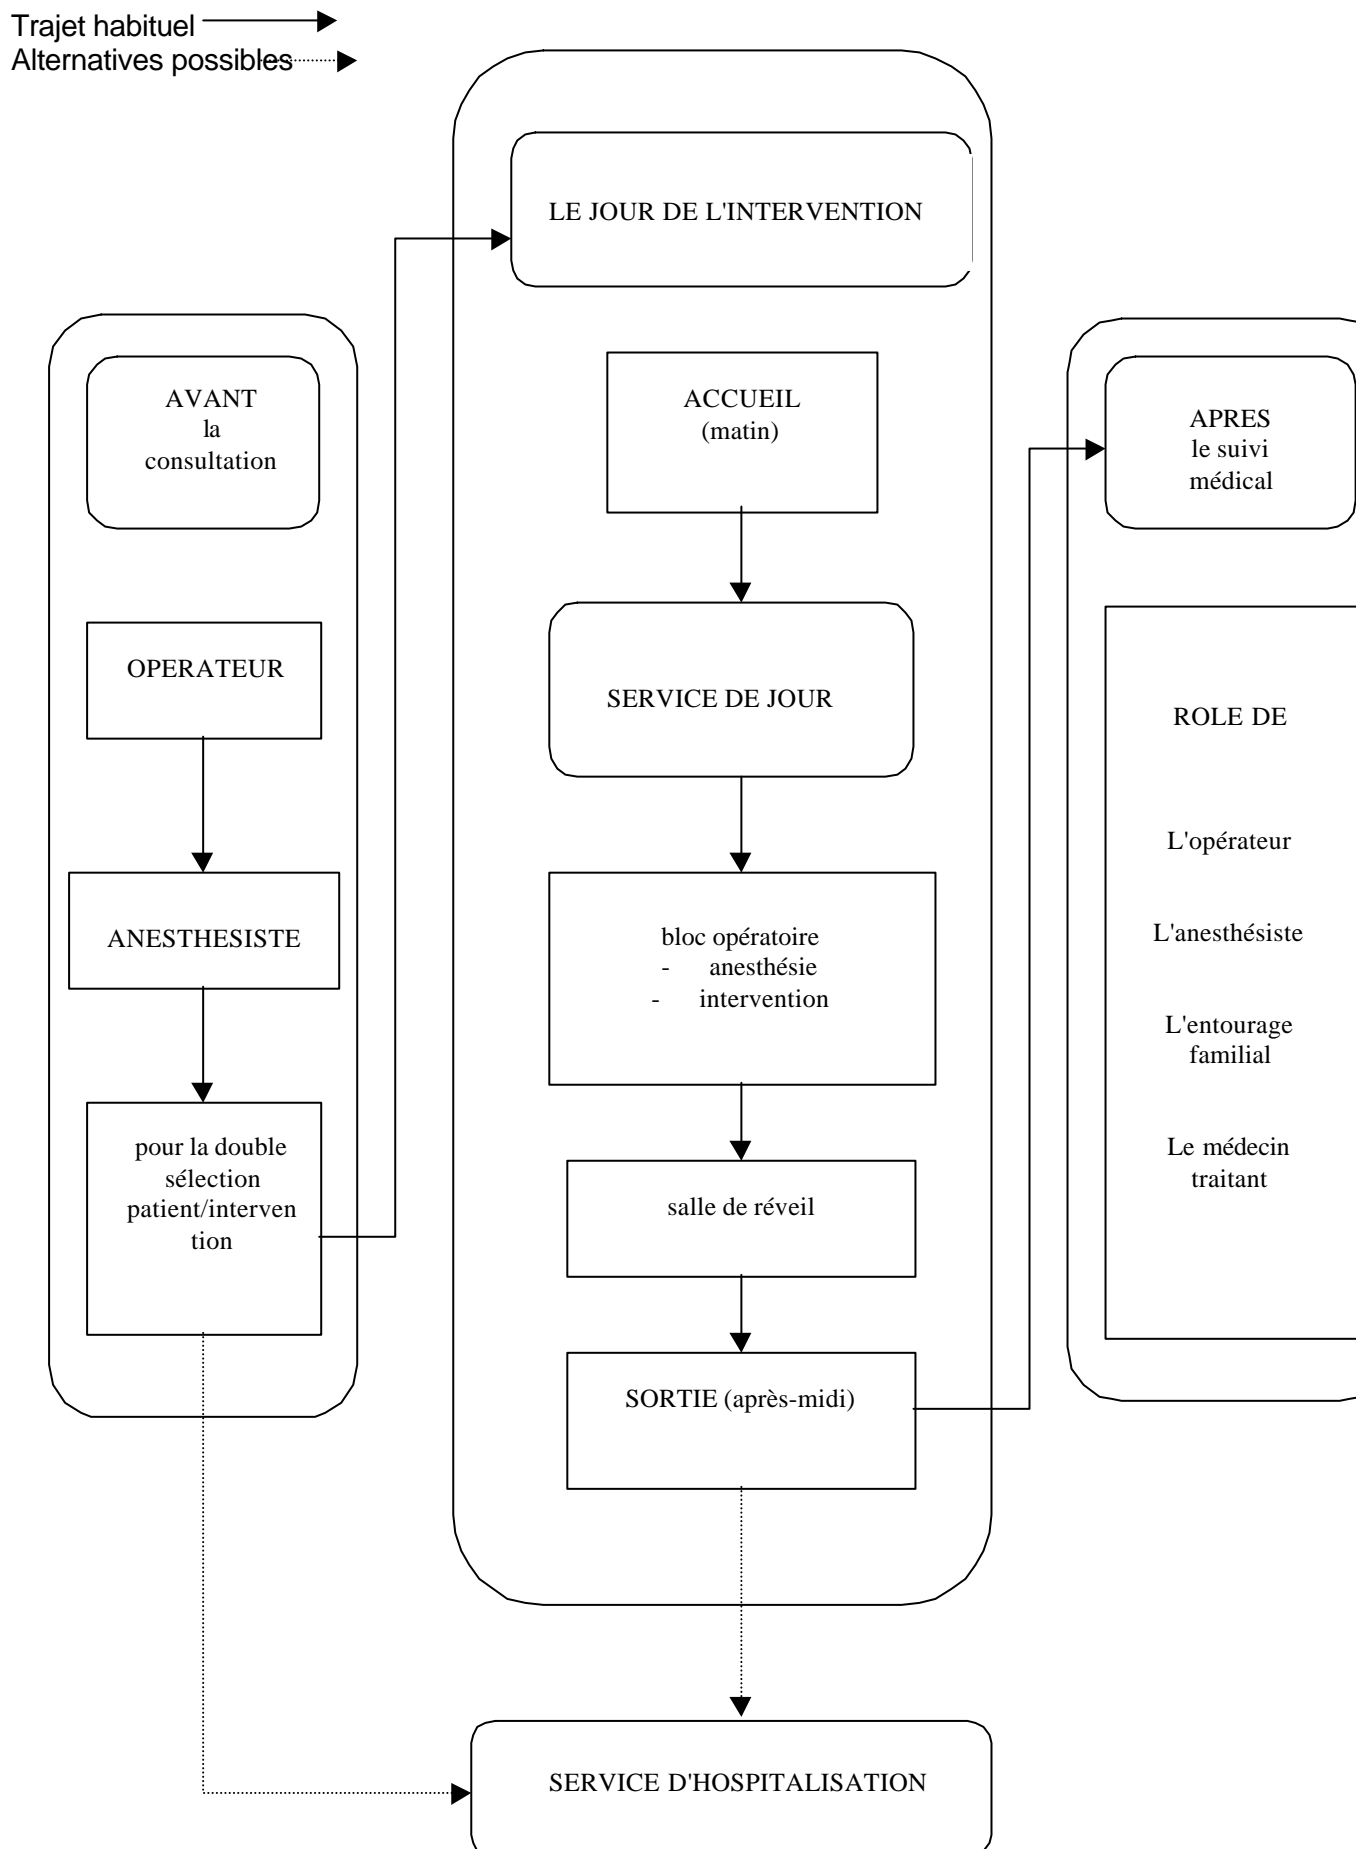 Trajet habituel
Alternatives possibles
AVANT
la
consultation
OPERATEUR
ANESTHESISTE
pour la double
sélection
patient/interven
tion
LE JOUR DE L'INTERVENTION
ACCUEIL
(matin)
SERVICE DE JOUR
bloc opératoire
- anesthésie
- intervention
salle de réveil
SORTIE (après-midi)
APRES
le suivi
médical
ROLE DE
L'opérateur
L'anesthésiste
L'entourage
familial
Le médecin
traitant
SERVICE D'HOSPITALISATION